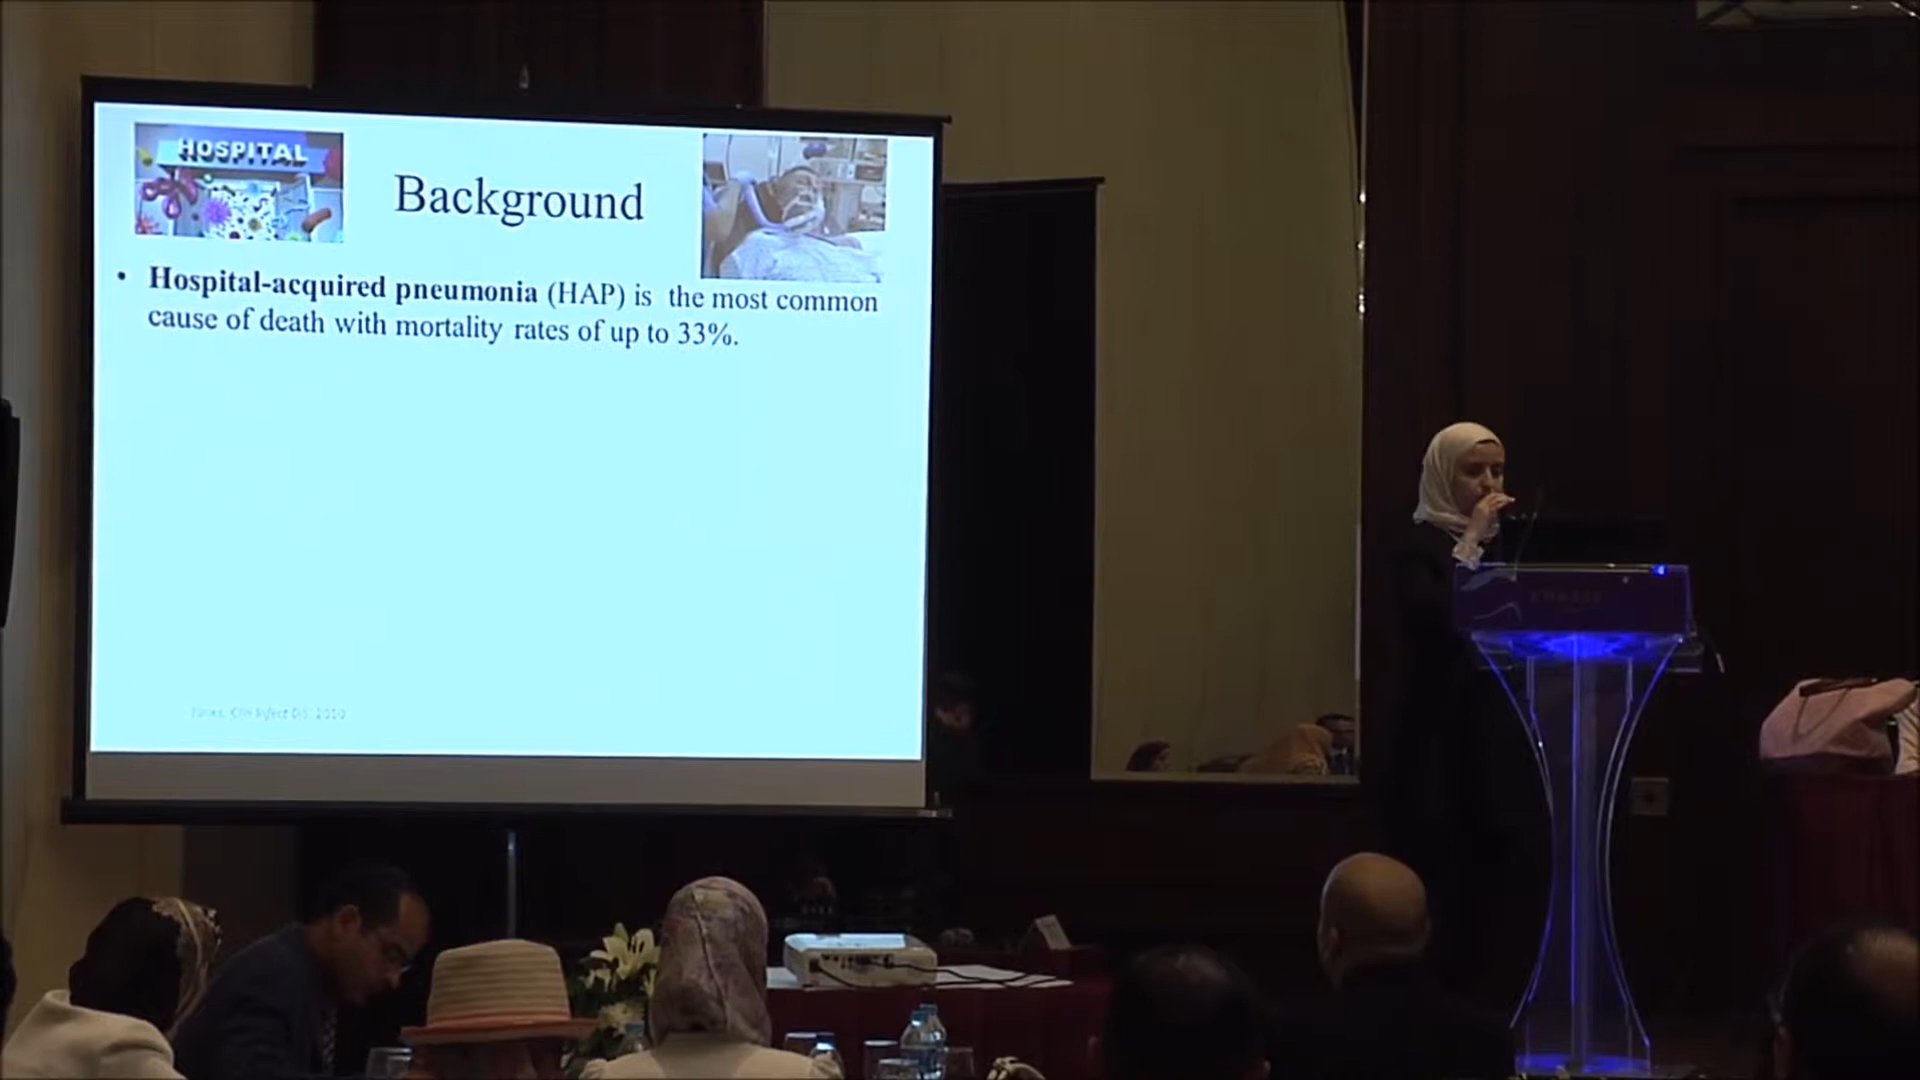 HOSPITAL
Background
• Hospital-acquired pneumonia (HAP) is the most common
cause of death with mortality rates of up to 33%.